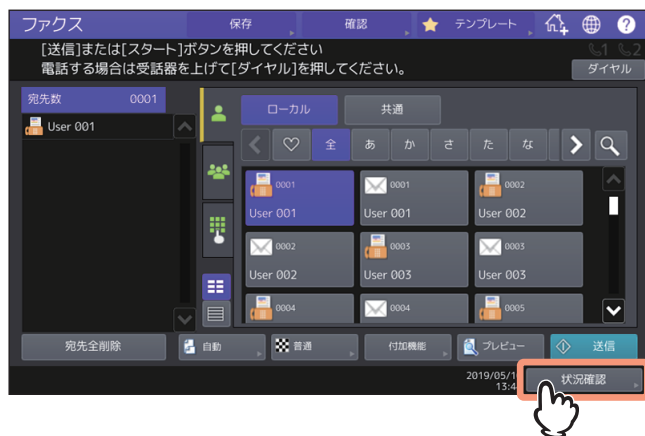 ファクス 保存 確認 テンプレート
[送信]または[スタート]ボタンを押してください
電話する場合は受話器を上げて[ダイヤル]を押してください。
1 2
ダイヤル
宛先数 0001
User 001
ローカル 共通
全 あ か さ た な
0001 User 001
0001 User 001
0002 User 002
0002 User 002
0003 User 003
0003 User 003
0004
0004
0005
宛先全削除 自動 普通 付加機能 プレビュー 送信
2019/05/1
13:4
状況確認